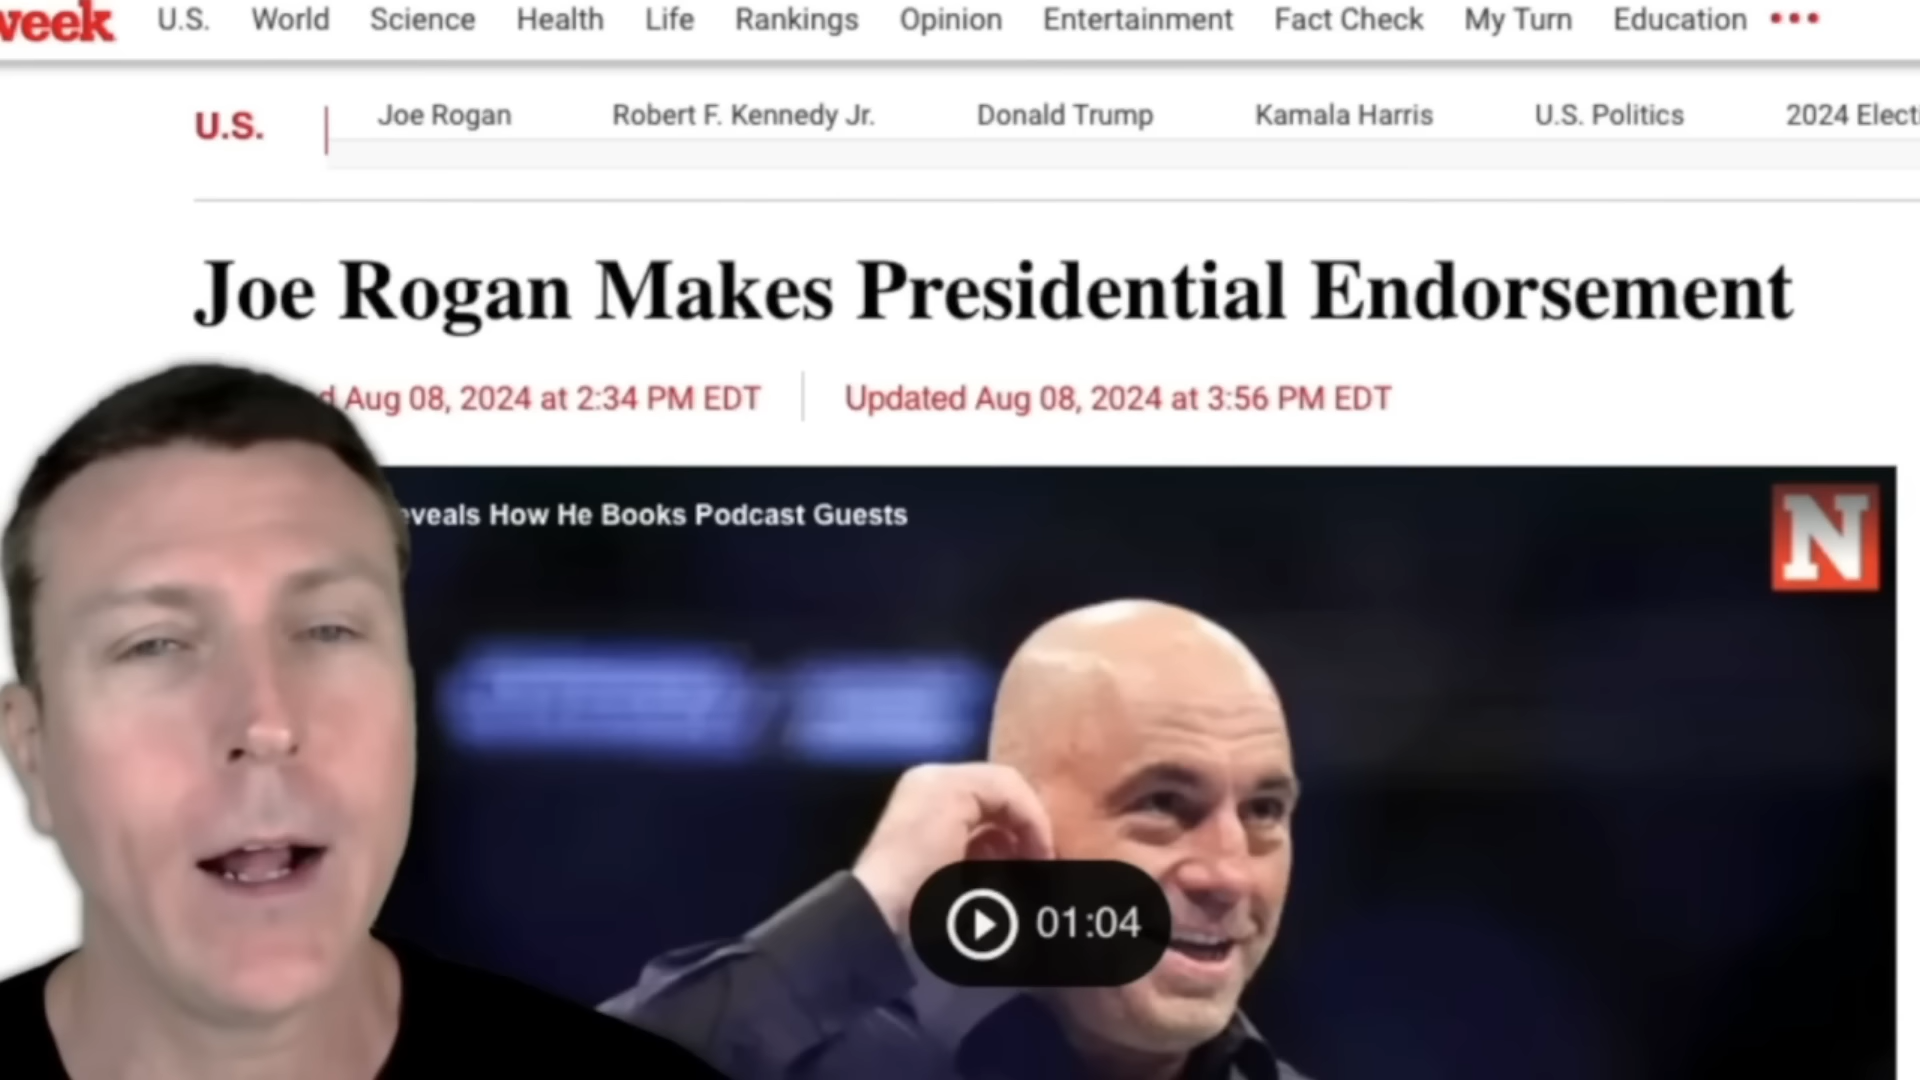 week U.S. World Science Health Life Rankings Opinion Entertainment Fact Check My Turn Education
U.S. Joe Rogan Robert F. Kennedy Jr. Donald Trump Kamala Harris U.S. Politics 2024 Electi
Joe Rogan Makes Presidential Endorsement
d Aug 08, 2024 at 2:34 PM EDT Updated Aug 08, 2024 at 3:56 PM EDT
eveals How He Books Podcast Guests
N
01:04